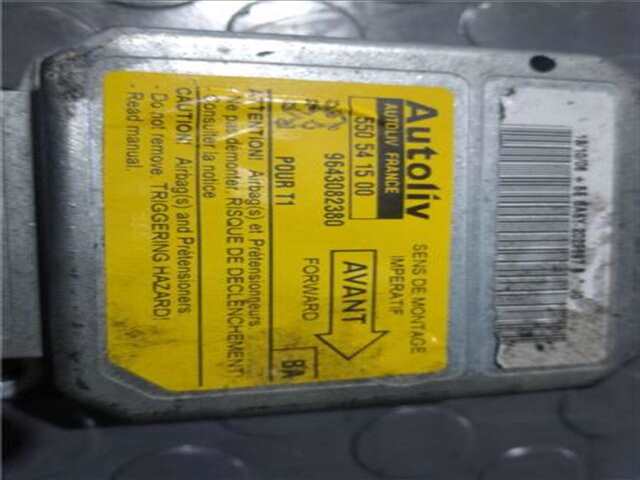 Autoliv
AUTOLIV FRANCE
550 54 15 00
9643082380
POUR T1
SENS DE MONTAGE
IMPERATIF
AVANT
FORWARD
ATTENTION! Airbag(s) et Prétensionneurs
- Ne pas démonter, RISQUE DE DECLENCHEMENT
- Consulter la notice
CAUTION! Airbag(s) and Pretensioners
- Do not remove, TRIGGERING HAZARD!
- Read manual.